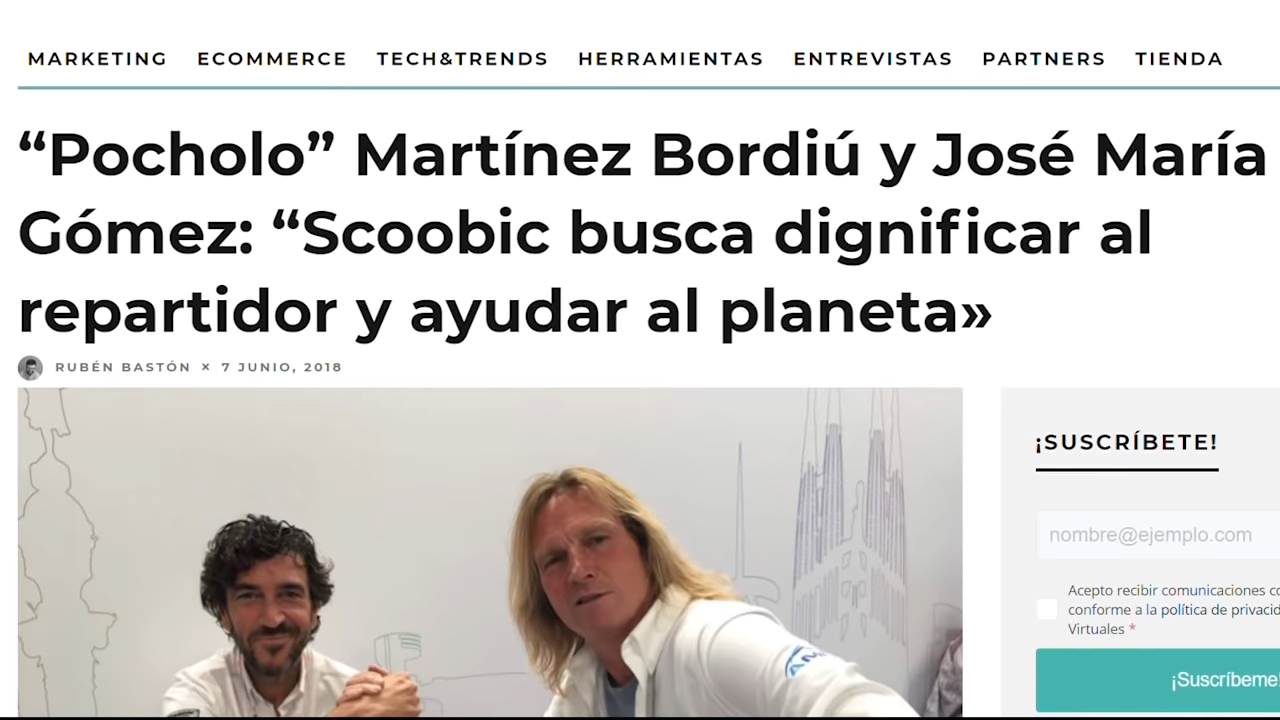 MARKETING ECOMMERCE TECH&TRENDS HERRAMIENTAS ENTREVISTAS PARTNERS TIENDA
“Pocholo” Martínez Bordiú y José María
Gómez: “Scoobic busca dignificar al
repartidor y ayudar al planeta»
RUBÉN BASTÓN × 7 JUNIO, 2018
¡SUSCRÍBETE!
nombre@ejemplo.com
Acepto recibir comunicaciones
conforme a la política de
Virtuales *
¡Suscríbeme!